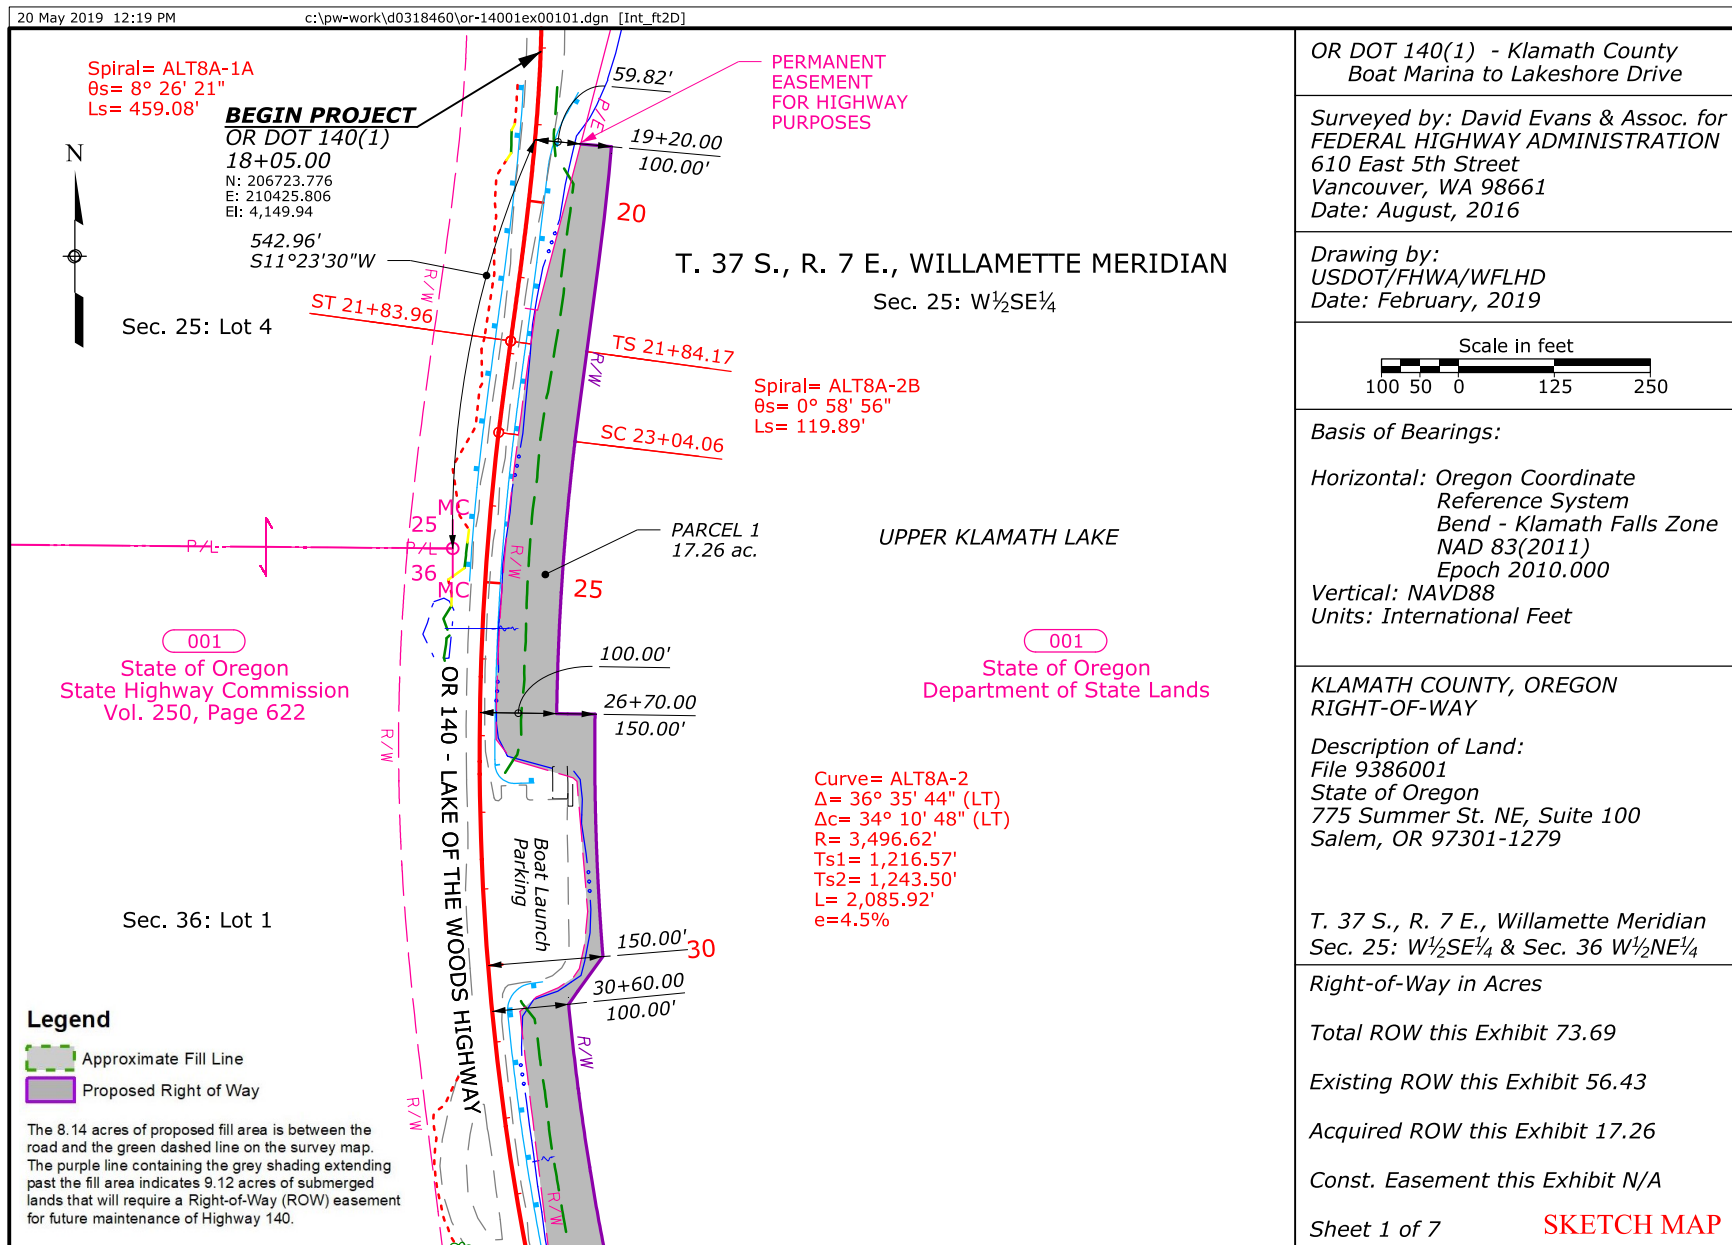 20 May 2019 12:19 PM
c:\pw-work\d0318460\or-14001ex00101.dgn [Int_ft2D]
Spiral= ALT8A-1A
θs= 8° 26' 21"
Ls= 459.08'
BEGIN PROJECT
OR DOT 140(1)
18+05.00
N: 206723.776
E: 210425.806
El: 4,149.94
N
542.96'
S11°23'30"W
ST 21+83.96
Sec. 25: Lot 4
59.82'
P/E
PERMANENT
EASEMENT
FOR HIGHWAY
PURPOSES
19+20.00
100.00'
20
T. 37 S., R. 7 E., WILLAMETTE MERIDIAN
Sec. 25: W½SE¼
R/W
R/W
TS 21+84.17
Spiral= ALT8A-2B
θs= 0° 58' 56"
Ls= 119.89'
SC 23+04.06
MC
25
P/L
P/L
36
MC
R/W
PARCEL 1
17.26 ac.
UPPER KLAMATH LAKE
25
001
State of Oregon
State Highway Commission
Vol. 250, Page 622
R/W
100.00'
26+70.00
150.00'
001
State of Oregon
Department of State Lands
Curve= ALT8A-2
Δ= 36° 35' 44" (LT)
Δc= 34° 10' 48" (LT)
R= 3,496.62'
Ts1= 1,216.57'
Ts2= 1,243.50'
L= 2,085.92'
e=4.5%
OR 140 - LAKE OF THE WOODS HIGHWAY
Boat Launch
Parking
Sec. 36: Lot 1
150.00'
30
30+60.00
100.00'
R/W
R/W
R/W
Legend
Approximate Fill Line
Proposed Right of Way
The 8.14 acres of proposed fill area is between the
road and the green dashed line on the survey map.
The purple line containing the grey shading extending
past the fill area indicates 9.12 acres of submerged
lands that will require a Right-of-Way (ROW) easement
for future maintenance of Highway 140.
OR DOT 140(1) - Klamath County
Boat Marina to Lakeshore Drive
Surveyed by: David Evans & Assoc. for
FEDERAL HIGHWAY ADMINISTRATION
610 East 5th Street
Vancouver, WA 98661
Date: August, 2016
Drawing by:
USDOT/FHWA/WFLHD
Date: February, 2019
Scale in feet
100 50 0 125 250
Basis of Bearings:
Horizontal: Oregon Coordinate
Reference System
Bend - Klamath Falls Zone
NAD 83(2011)
Epoch 2010.000
Vertical: NAVD88
Units: International Feet
KLAMATH COUNTY, OREGON
RIGHT-OF-WAY
Description of Land:
File 9386001
State of Oregon
775 Summer St. NE, Suite 100
Salem, OR 97301-1279
T. 37 S., R. 7 E., Willamette Meridian
Sec. 25: W½SE¼ & Sec. 36 W½NE¼
Right-of-Way in Acres
Total ROW this Exhibit 73.69
Existing ROW this Exhibit 56.43
Acquired ROW this Exhibit 17.26
Const. Easement this Exhibit N/A
Sheet 1 of 7
SKETCH MAP